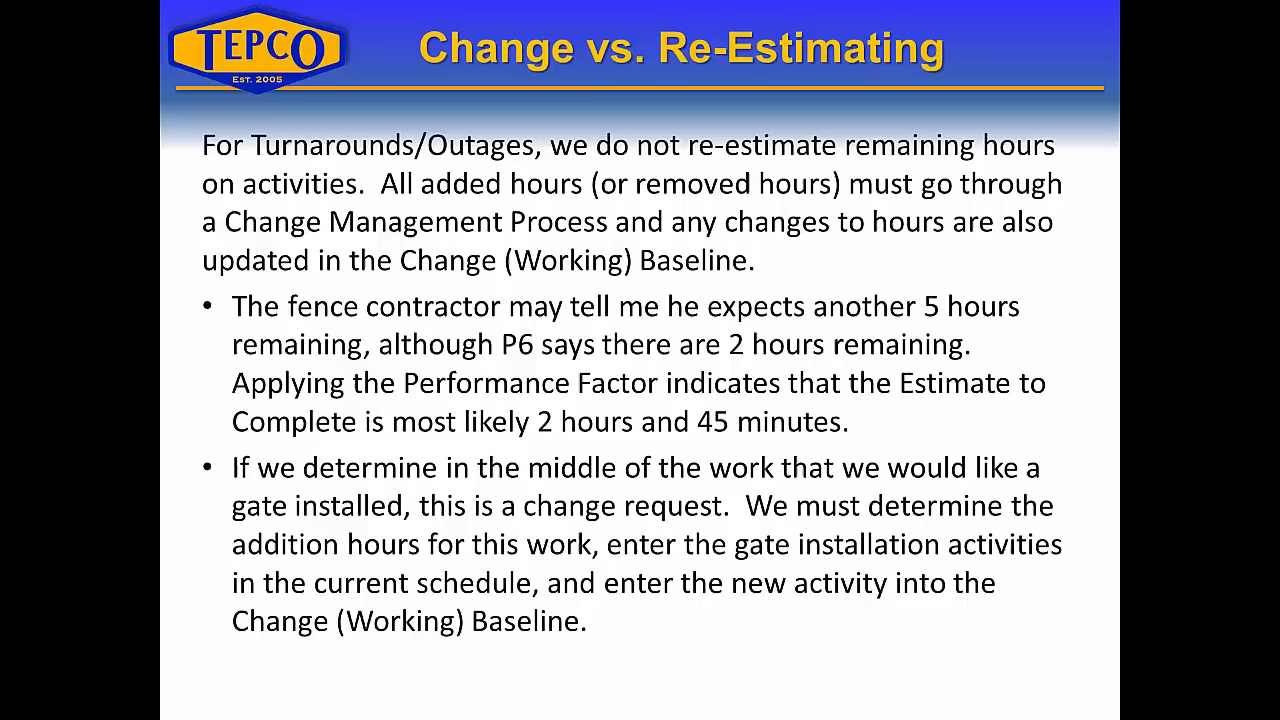 TEPCO
EST. 2005
Change vs. Re-Estimating
For Turnarounds/Outages, we do not re-estimate remaining hours
on activities.  All added hours (or removed hours) must go through
a Change Management Process and any changes to hours are also
updated in the Change (Working) Baseline.
• The fence contractor may tell me he expects another 5 hours
remaining, although P6 says there are 2 hours remaining.
Applying the Performance Factor indicates that the Estimate to
Complete is most likely 2 hours and 45 minutes.
• If we determine in the middle of the work that we would like a
gate installed, this is a change request.  We must determine the
addition hours for this work, enter the gate installation activities
in the current schedule, and enter the new activity into the
Change (Working) Baseline.